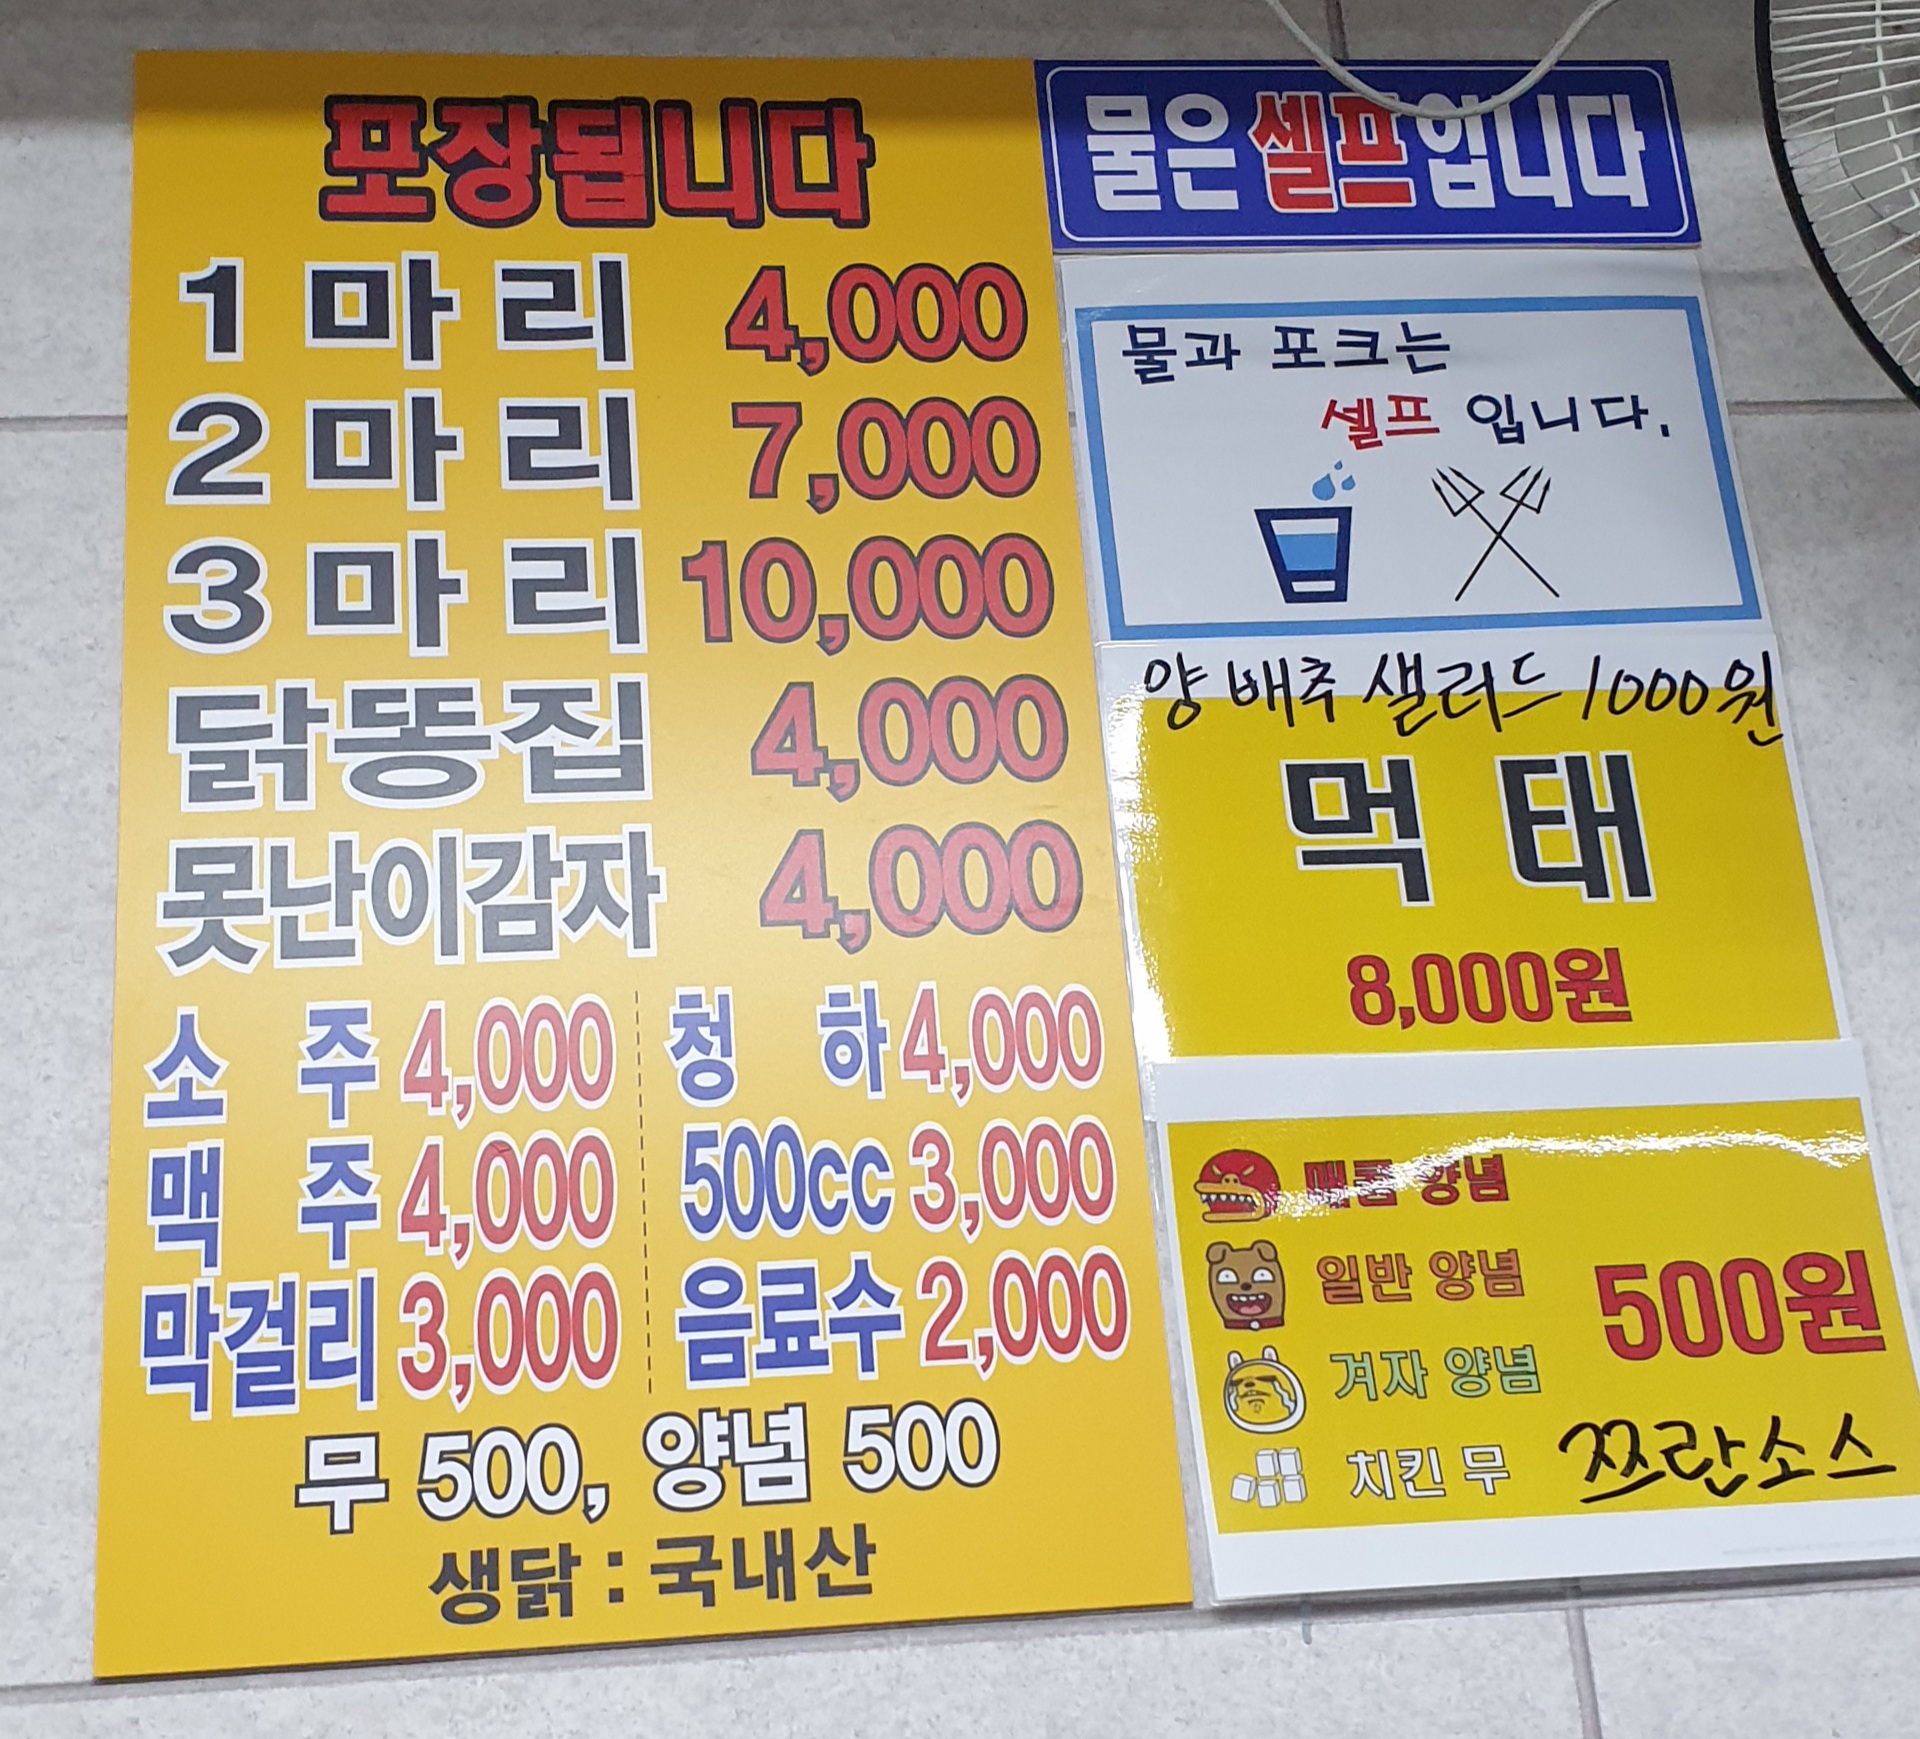 포장됩니다
1 마 리 4,000
2 마 리 7,000
3 마 리 10,000
닭똥집 4,000
못난이감자 4,000
소 주 4,000
청 하 4,000
맥 주 4,000
500cc 3,000
막걸리 3,000
음료수 2,000
무 500, 양념 500
생닭 : 국내산
물은 셀프입니다
물과 포크는
셀프 입니다.
양배추 샐러드 1000원
먹 태
8,000원
매콤 양념
일반 양념
500원
겨자 양념
치킨 무
쯔란소스